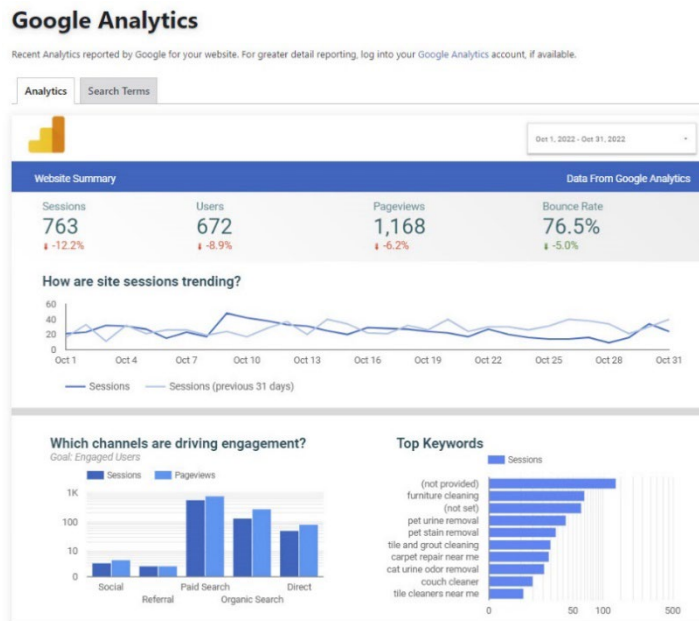 Google Analytics
Recent Analytics reported by Google for your website. For greater detail reporting, log into your Google Analytics account, if available.
Analytics
Search Terms
Oct 1, 2022 - Oct 31, 2022
Website Summary
Data From Google Analytics
Sessions
Users
Pageviews
Bounce Rate
763
672
1,168
76.5%
-12.2%
-8.9%
-6.2%
-5.0%
How are site sessions trending?
60
40
20
0
Oct 1
Oct 4
Oct 7
Oct 10
Oct 13
Oct 16
Oct 19
Oct 22
Oct 25
Oct 28
Oct 31
Sessions
Sessions (previous 31 days)
Which channels are driving engagement?
Goal: Engaged Users
Sessions
Pageviews
1K
100
10
0
Social
Referral
Paid Search
Organic Search
Direct
Top Keywords
Sessions
(not provided)
furniture cleaning
(not set)
pet urine removal
pet stain removal
tile and grout cleaning
carpet repair near me
cat urine odor removal
couch cleaner
tile cleaners near me
0
50
100
500